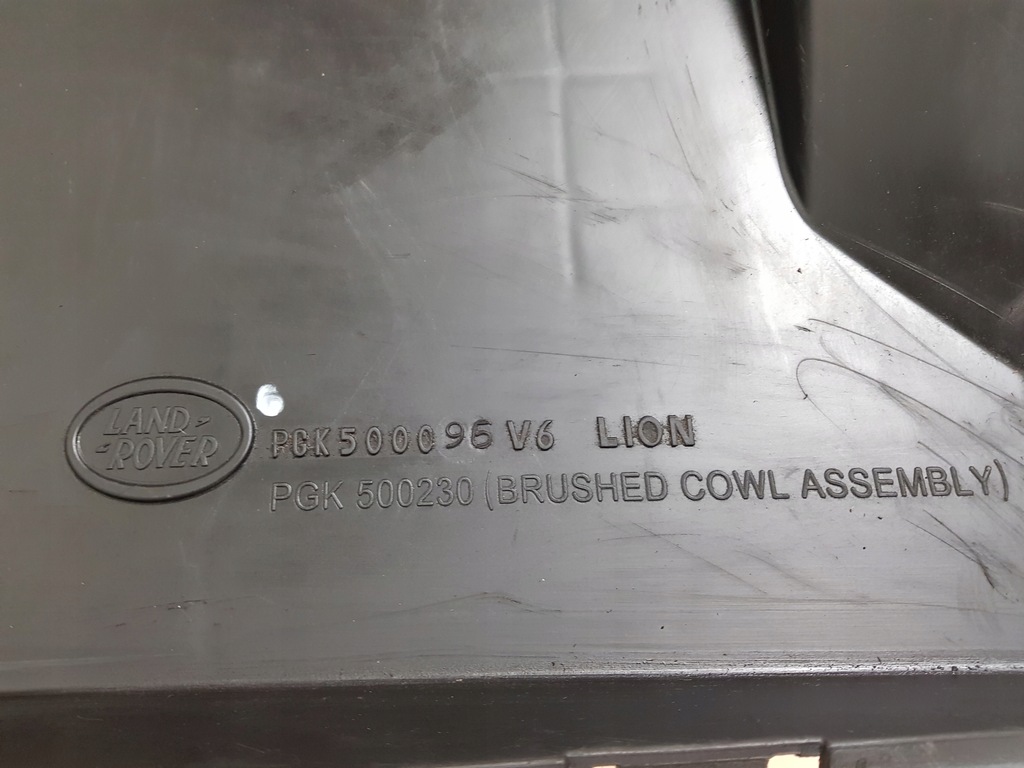 LAND
ROVER
PGK500096 V6 LION
PGK 500230 (BRUSHED COWL ASSEMBLY)